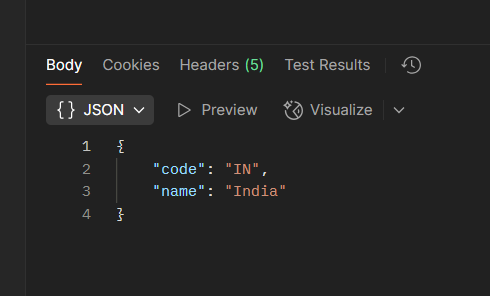 Body Cookies Headers (5) Test Results
{} JSON Preview Visualize
1 {
2 "code": "IN",
3 "name": "India"
4 }